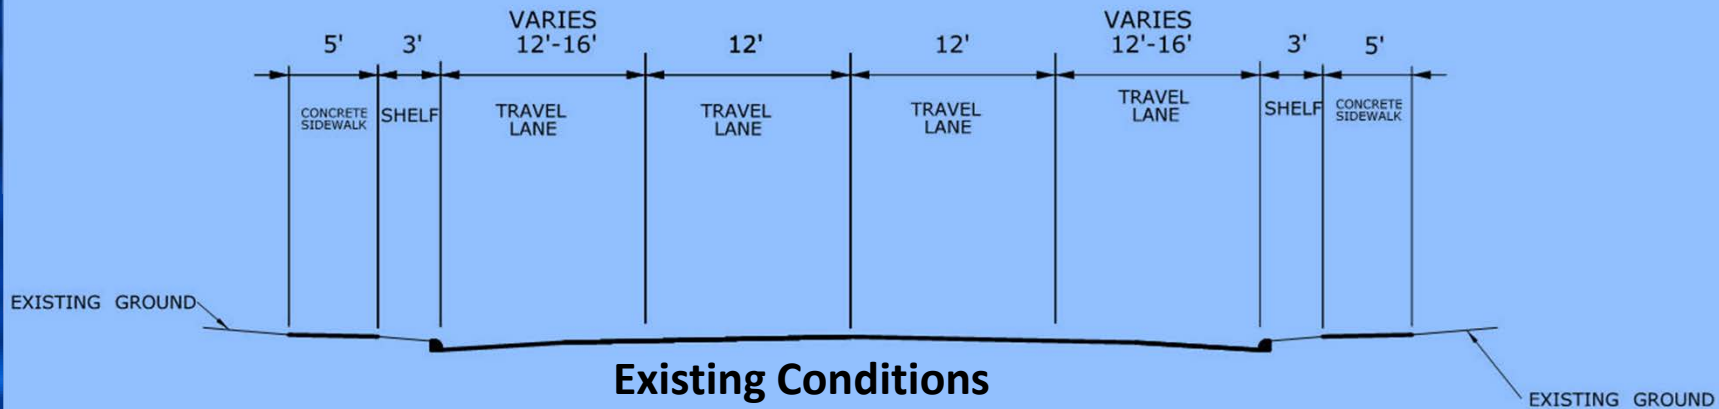 VARIES
VARIES
5' 3' 12'-16' 12' 12' 12'-16' 3' 5'
CONCRETE
SIDEWALK
SHELF
TRAVEL
LANE
TRAVEL
LANE
TRAVEL
LANE
TRAVEL
LANE
SHELF
CONCRETE
SIDEWALK
EXISTING GROUND
Existing Conditions
EXISTING GROUND